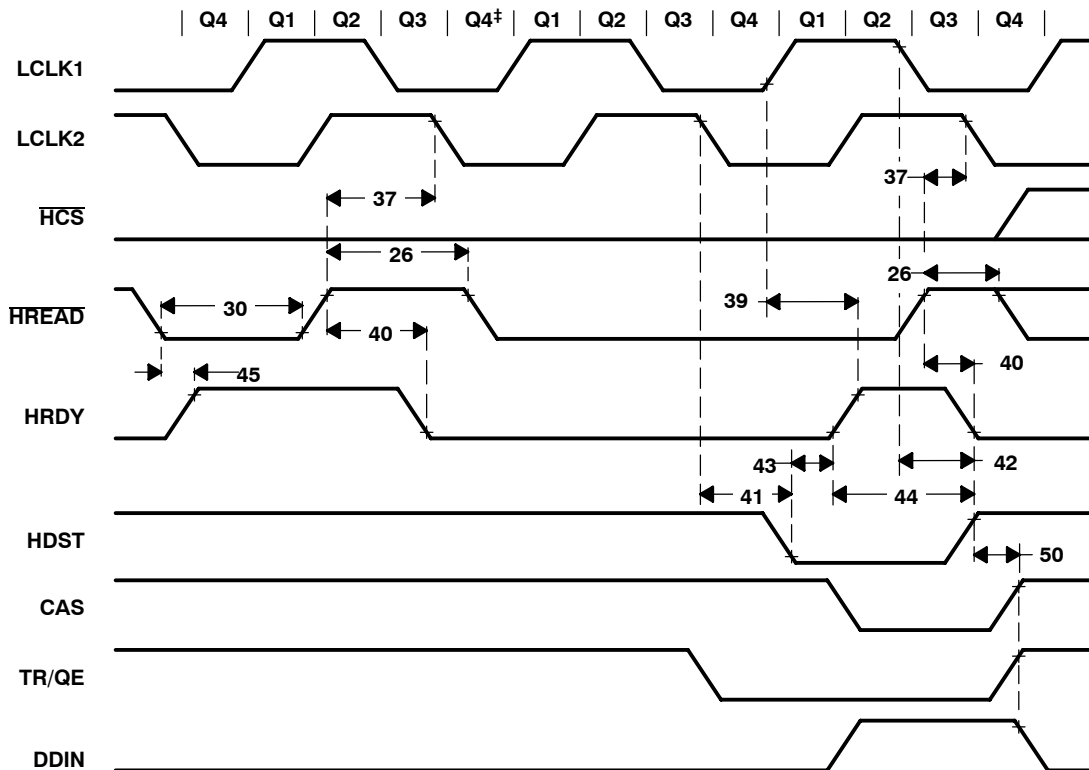 Q4 Q1 Q2 Q3 Q4‡ Q1 Q2 Q3 Q4 Q1 Q2 Q3 Q4
LCLK1
LCLK2
37
37
HCS
26
26
HREAD
30
39
40
40
45
HRDY
43
42
41
44
HDST
50
CAS
TR/QE
DDIN